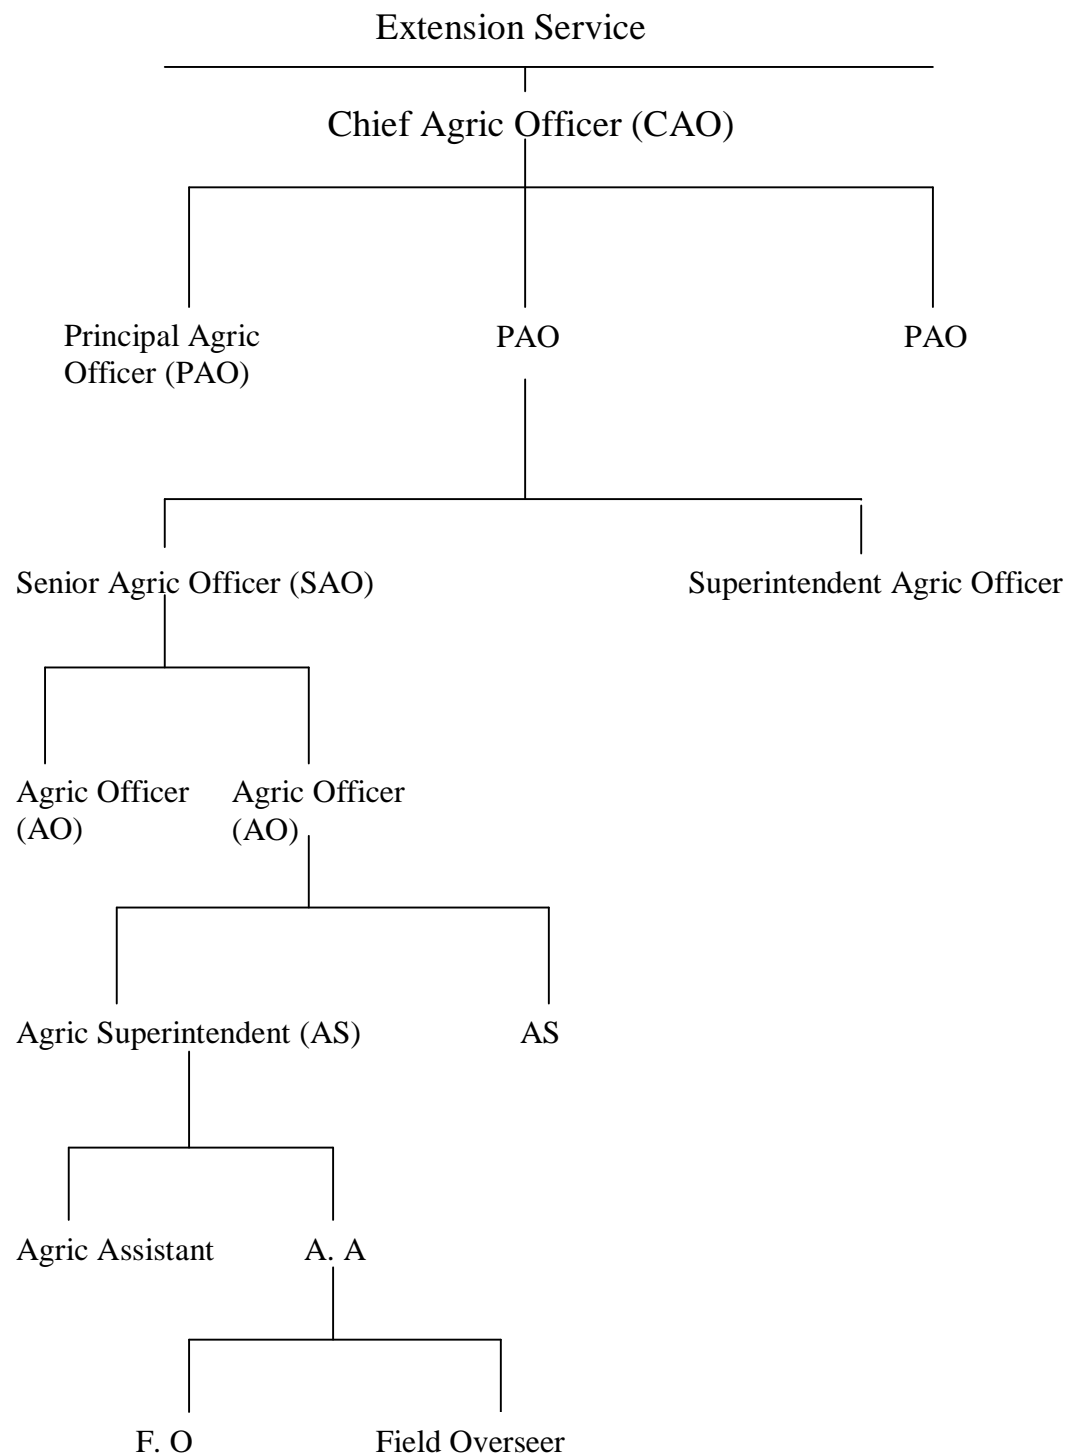 Extension Service
Chief Agric Officer (CAO)
Principal Agric
Officer (PAO)
PAO
PAO
Senior Agric Officer (SAO)
Superintendent Agric Officer
Agric Officer
(AO)
Agric Officer
(AO)
Agric Superintendent (AS)
AS
Agric Assistant
A. A
F. O
Field Overseer